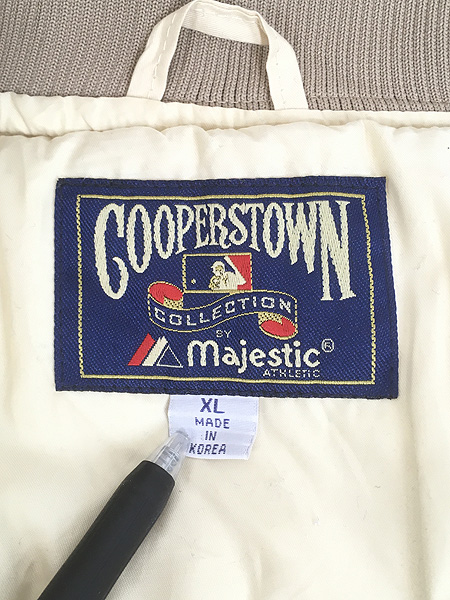 COOPERSTOWN
COLLECTION
BY
Majestic®
ATHLETIC
XL
MADE
IN
KOREA